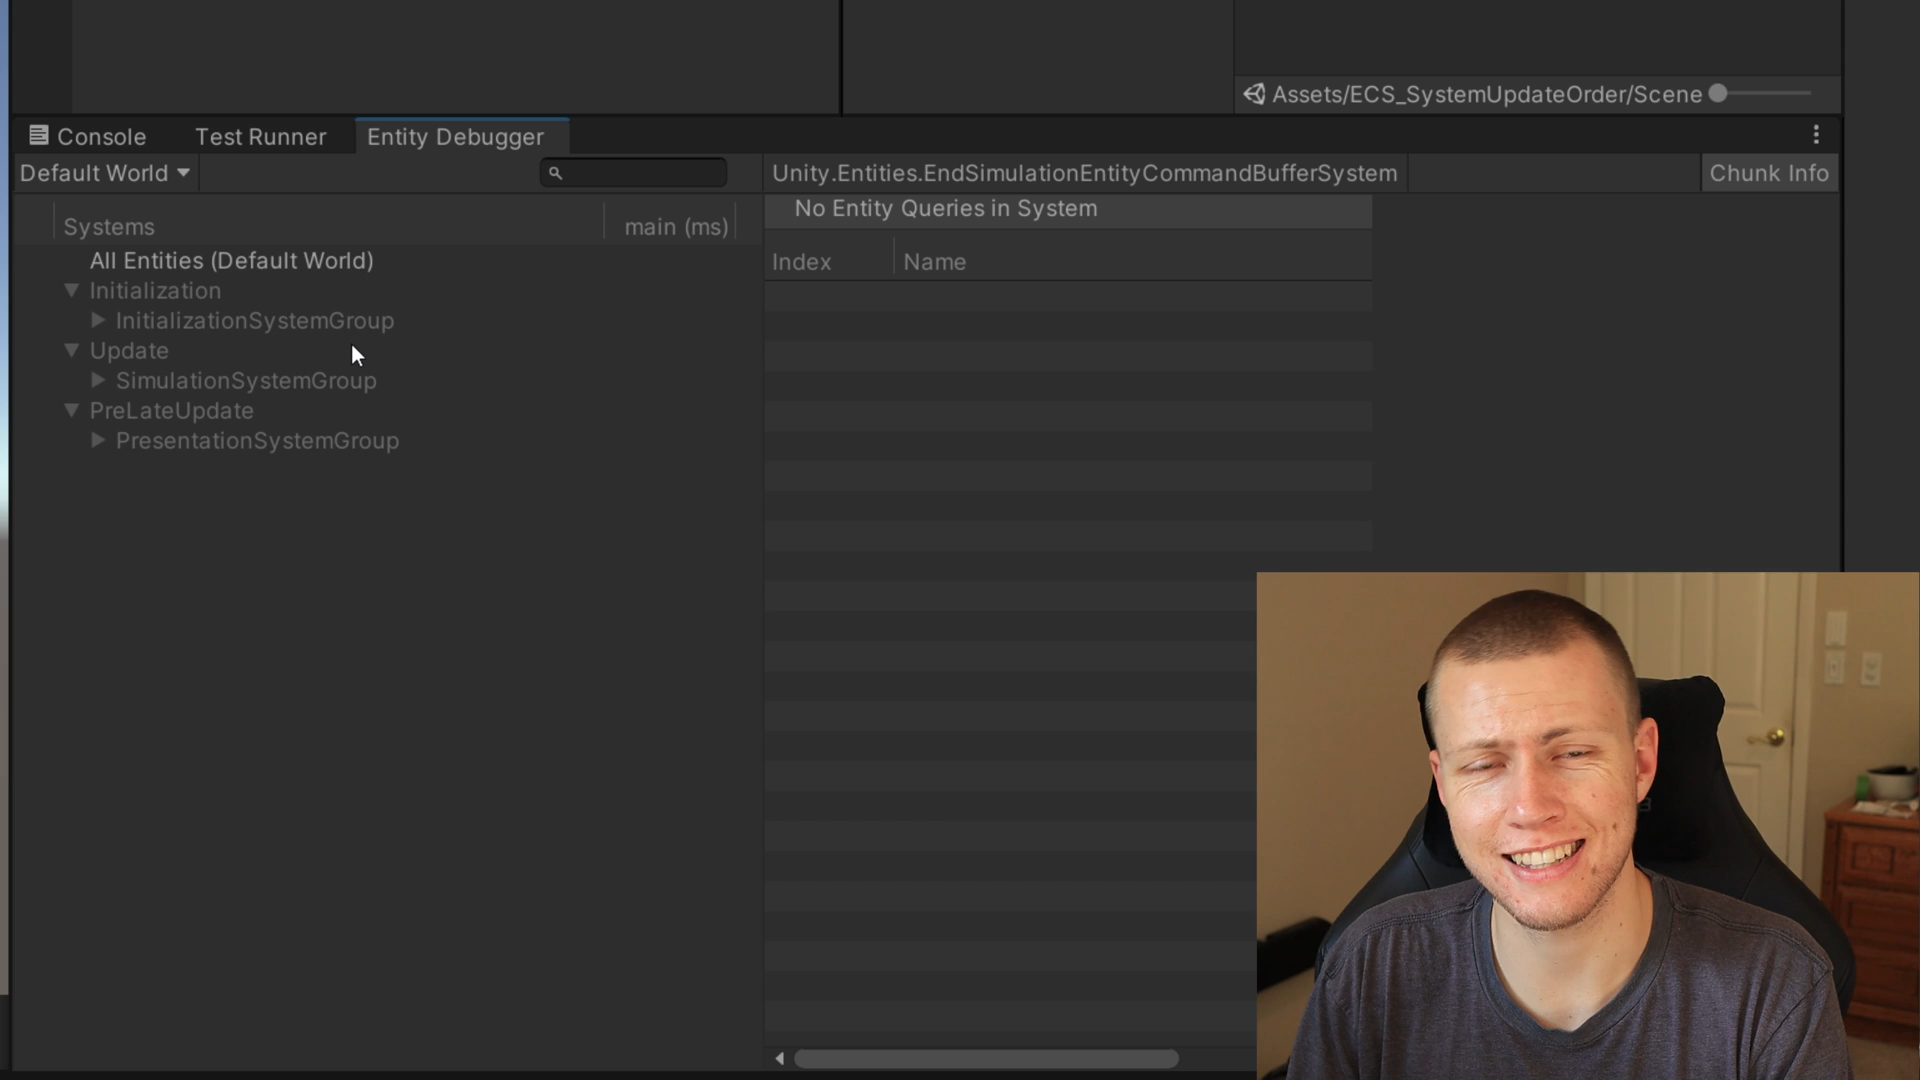 Assets/ECS_SystemUpdateOrder/Scene
Console Test Runner Entity Debugger
Default World Unity.Entities.EndSimulationEntityCommandBufferSystem Chunk Info
No Entity Queries in System
Systems main (ms)
Index Name
All Entities (Default World)
Initialization
InitializationSystemGroup
Update
SimulationSystemGroup
PreLateUpdate
PresentationSystemGroup